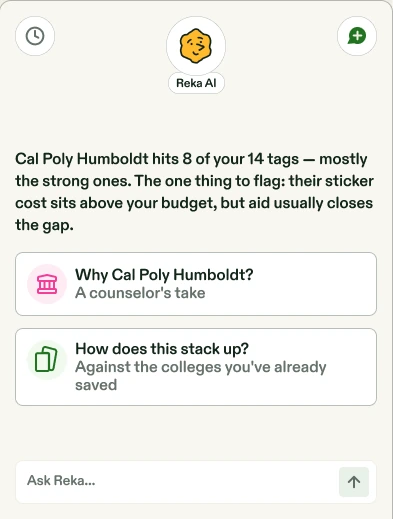 Reka AI
Cal Poly Humboldt hits 8 of your 14 tags — mostly
the strong ones. The one thing to flag: their sticker
cost sits above your budget, but aid usually closes
the gap.
Why Cal Poly Humboldt?
A counselor's take
How does this stack up?
Against the colleges you've already
saved
Ask Reka...